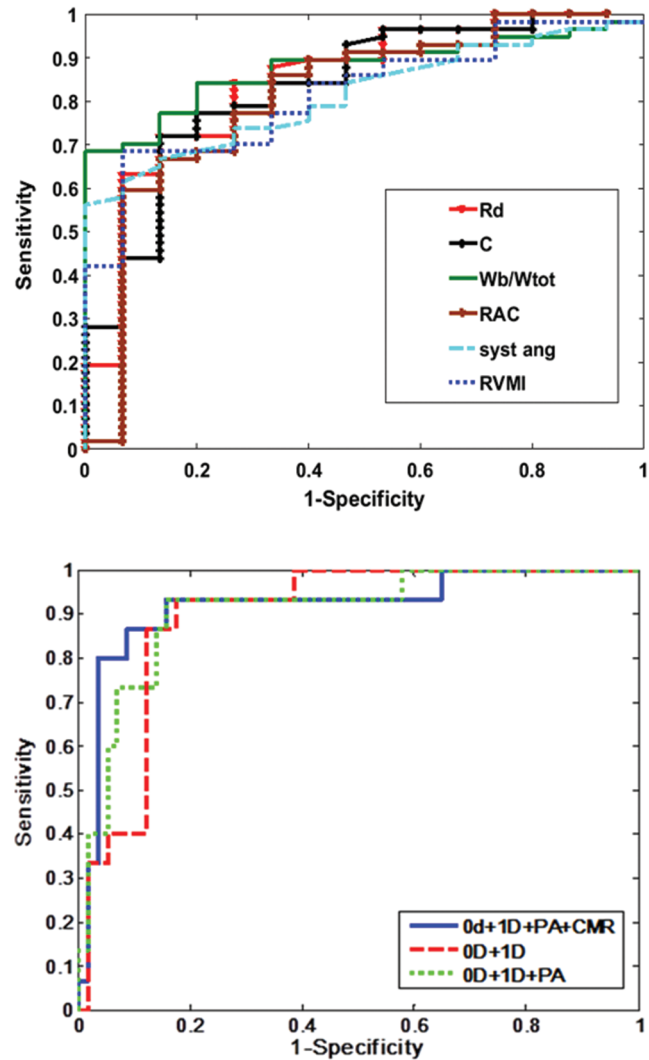 1
0.9
0.8
0.7
0.6
0.5
0.4
0.3
0.2
0.1
0
Sensitivity
Rd
C
Wb/Wtot
RAC
syst ang
RVMI
0 0.2 0.4 0.6 0.8 1
1-Specificity
1
0.9
0.8
0.7
0.6
0.5
0.4
0.3
0.2
0.1
0
Sensitivity
0d+1D+PA+CMR
0D+1D
0D+1D+PA
0 0.2 0.4 0.6 0.8 1
1-Specificity